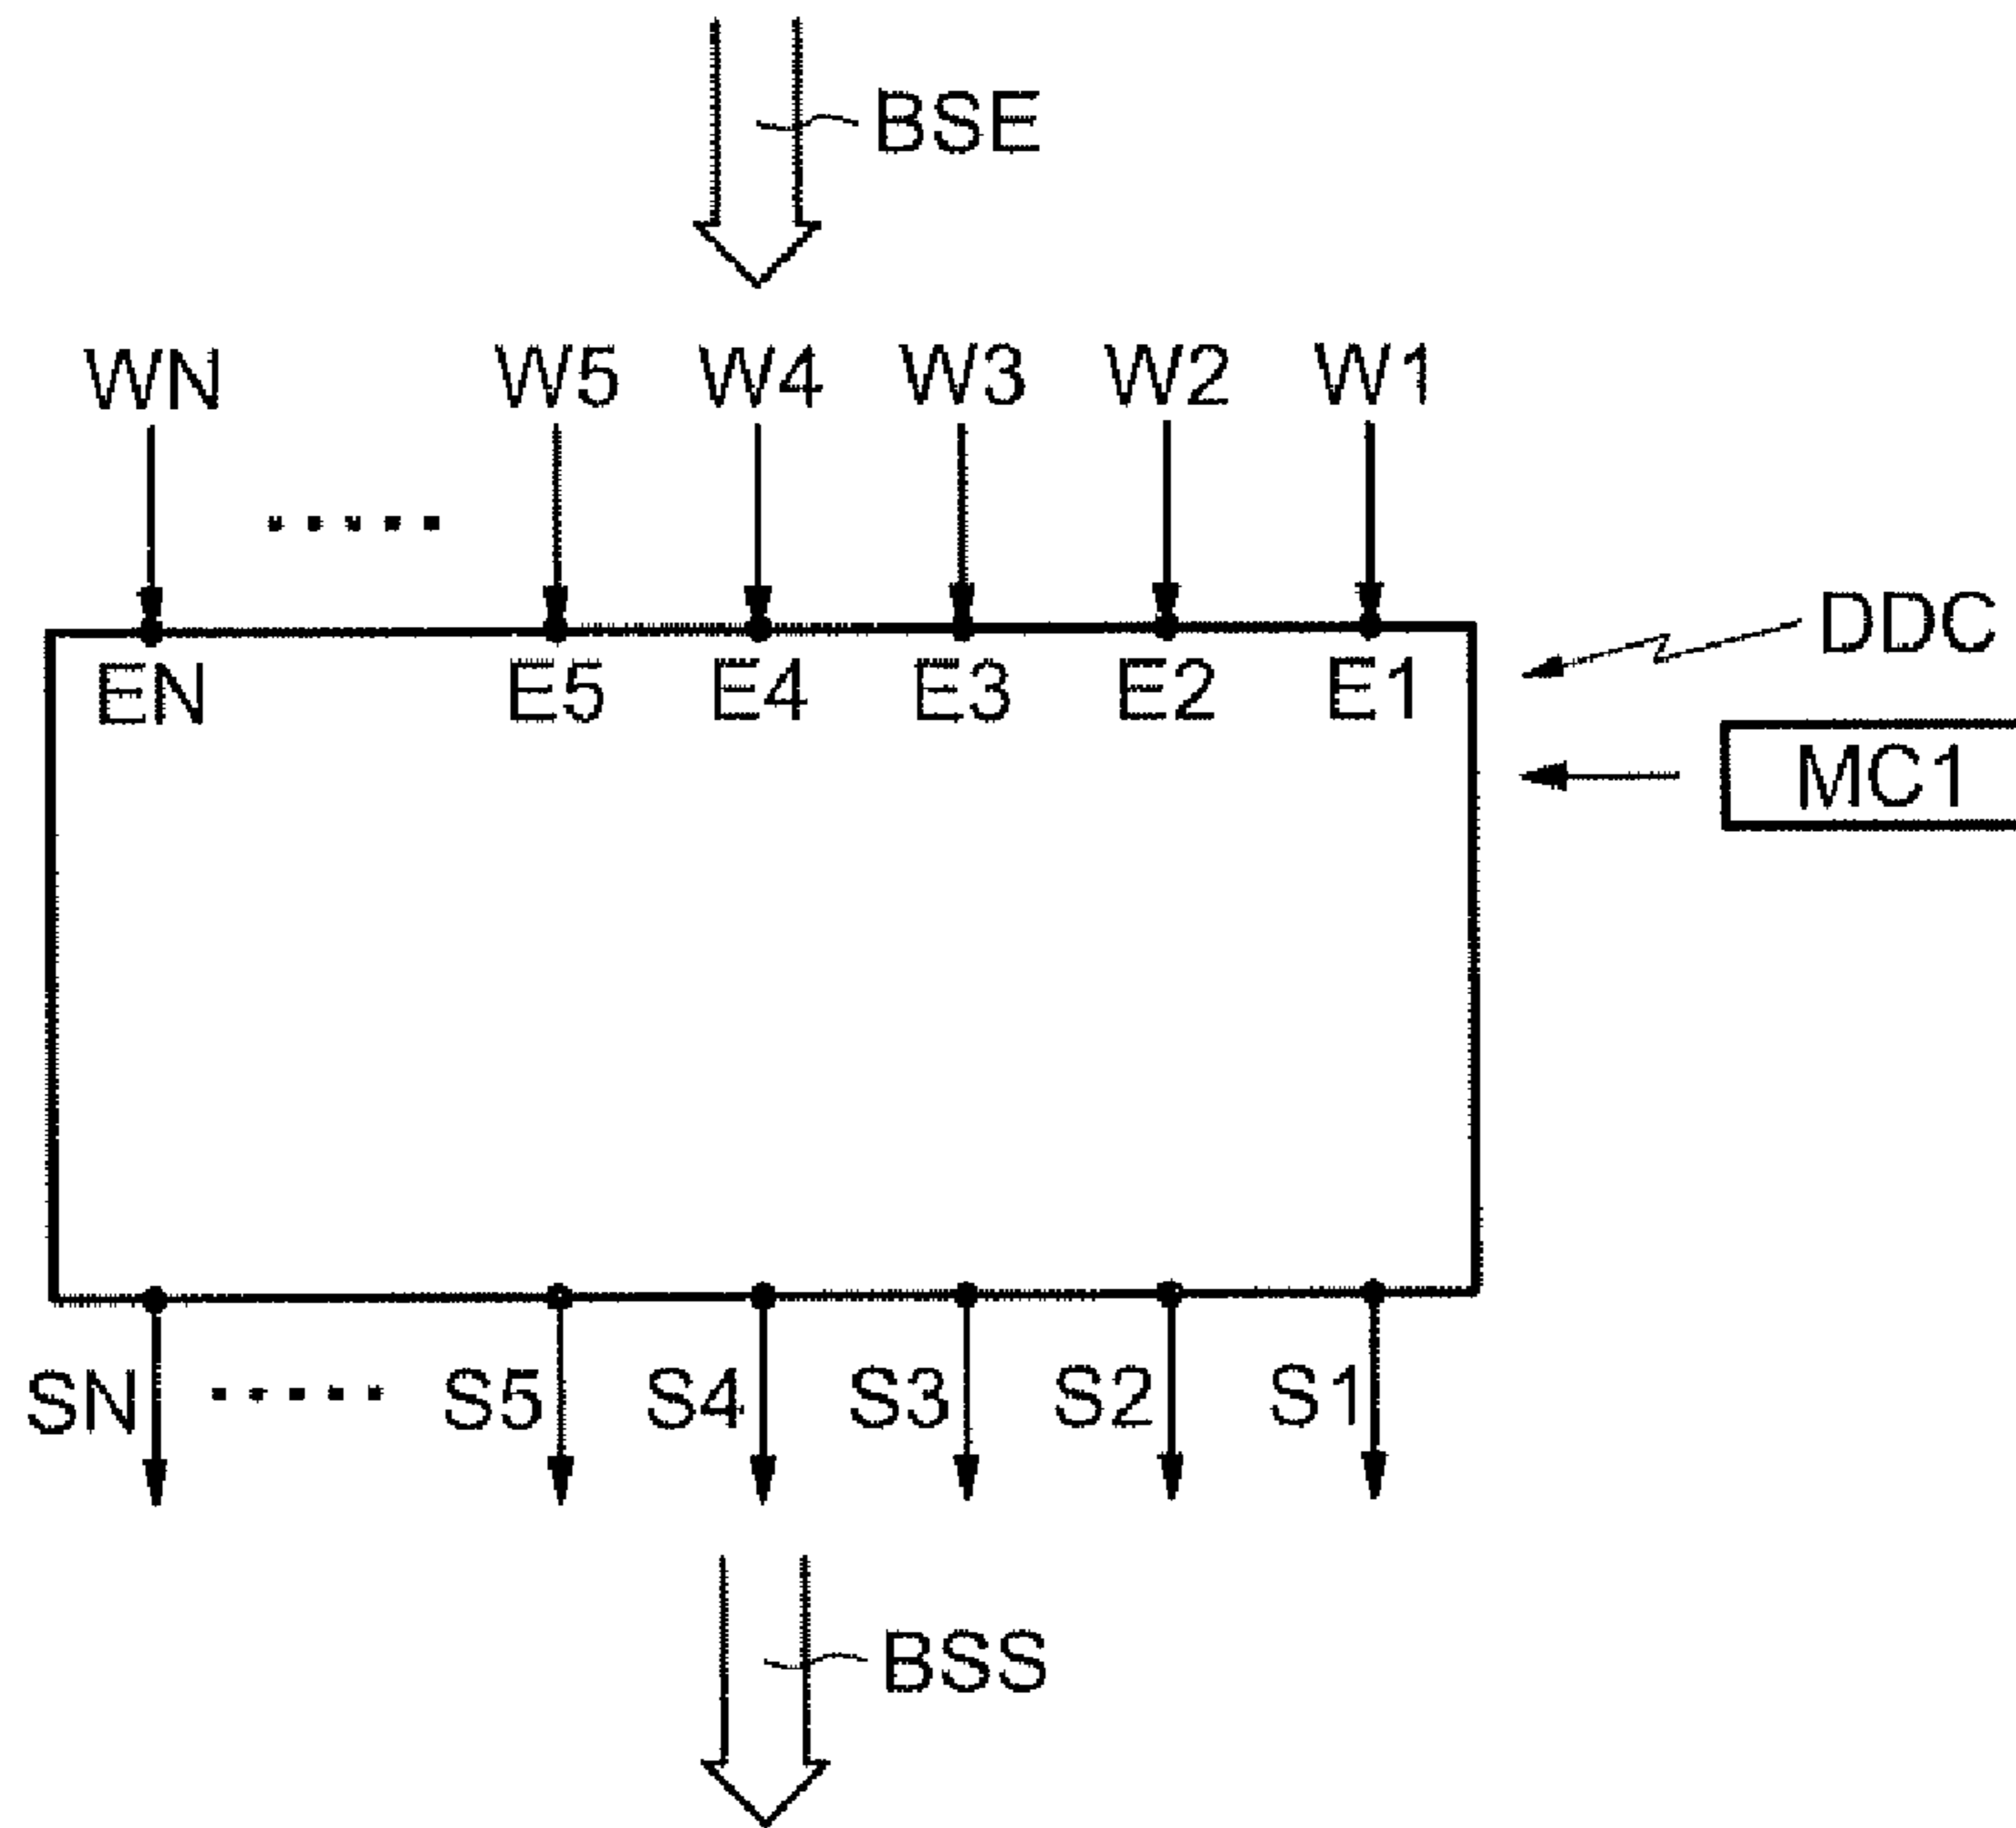 BSE
WN ..... W5 W4 W3 W2 W1
DDC
EN E5 E4 E3 E2 E1
MC1
SN ..... S5 S4 S3 S2 S1
BSS